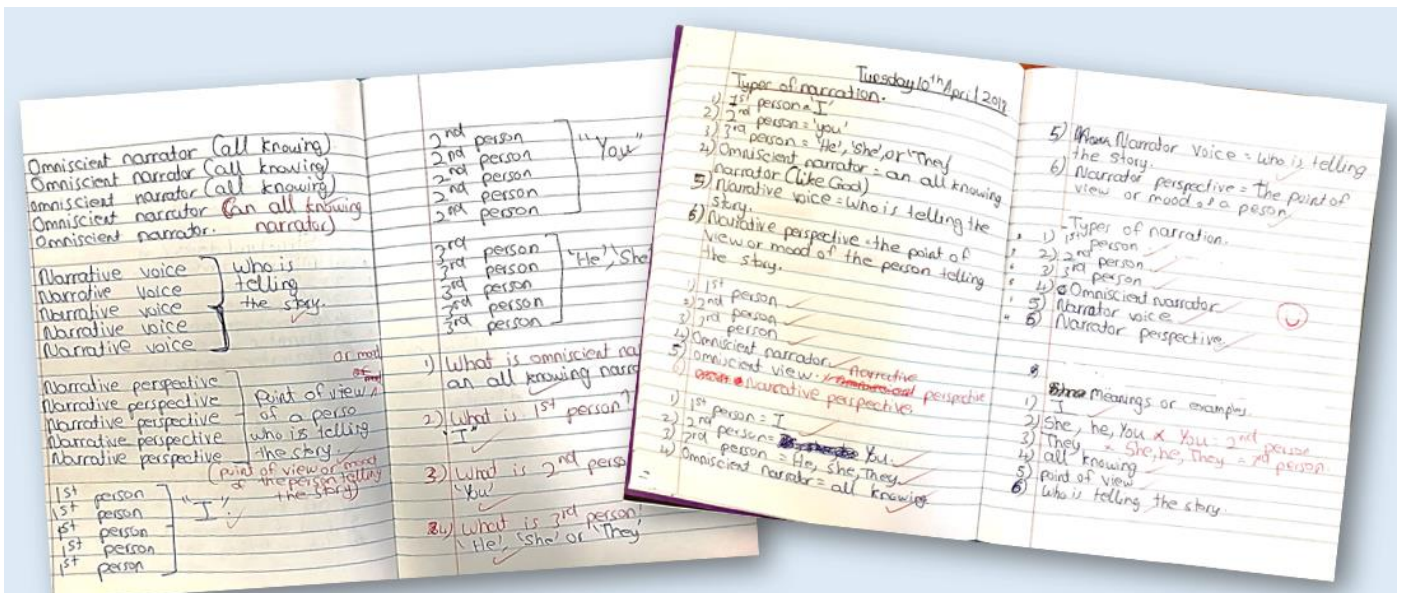 Omniscient narrator (all knowing)
Omniscient narrator (all knowing)
omniscient narrator (all knowing)
Omniscient narrator (an all knowing
Omniscient narrator. narrator)
Narrative voice
Narrative voice
Narrative voice
Narrative voice
Narrative voice
who is
telling
the story.
or mood
of
Narrative perspective
Narrative perspective
Narrative perspective
Narrative perspective
Narrative perspective
point of view
of a perso
who is telling
the story.
(point of view or mood
of the person telling
the story)
1st person
1st person
1st person
1st person
1st person
"I".
2nd person
2nd person
2nd person
2nd person
2nd person
"You"
3rd person
3rd person
3rd person
3rd person
3rd person
'He', 'She'
1) What is omniscient na
an all knowing narr
2) What is 1st person?
"I"
3) What is 2nd perso
'You'
4) What is 3rd person
'He', 'She' or 'They
Tuesday 10th April 2018
Types of narration.
1) 1st person = 'I'
2) 2nd person = 'you'
3) 3rd person = 'He', 'She', or 'They
4) Omniscient narrator = an all knowing
narrator (like God)
5) Narrative voice = who is telling the
story.
6) Narrative perspective = the point of
view or mood of the person telling
the story.
1) 1st person
2) 2nd person
3) 3rd person
4) Omniscient narrator
5) omniscient view. narrative perspective
6) Narrative perspective.
1) 1st person = I
2) 2nd person = You.
3) 3rd person = He, She, They
4) Omniscient narrator = all knowing
5) Narrator voice = who is telling
the story.
6) Narrator perspective = the point of
view or mood of a peson
Types of narration.
1) 1st person
2) 2nd person
3) 3rd person
4) Omniscient narrator
5) Narrator voice
6) Narrator perspective
Meanings or examples
1) I
2) She, he, You x You = 2nd person
3) They x She, he, They = 3rd person.
4) all knowing
5) point of view
6) who is telling the story